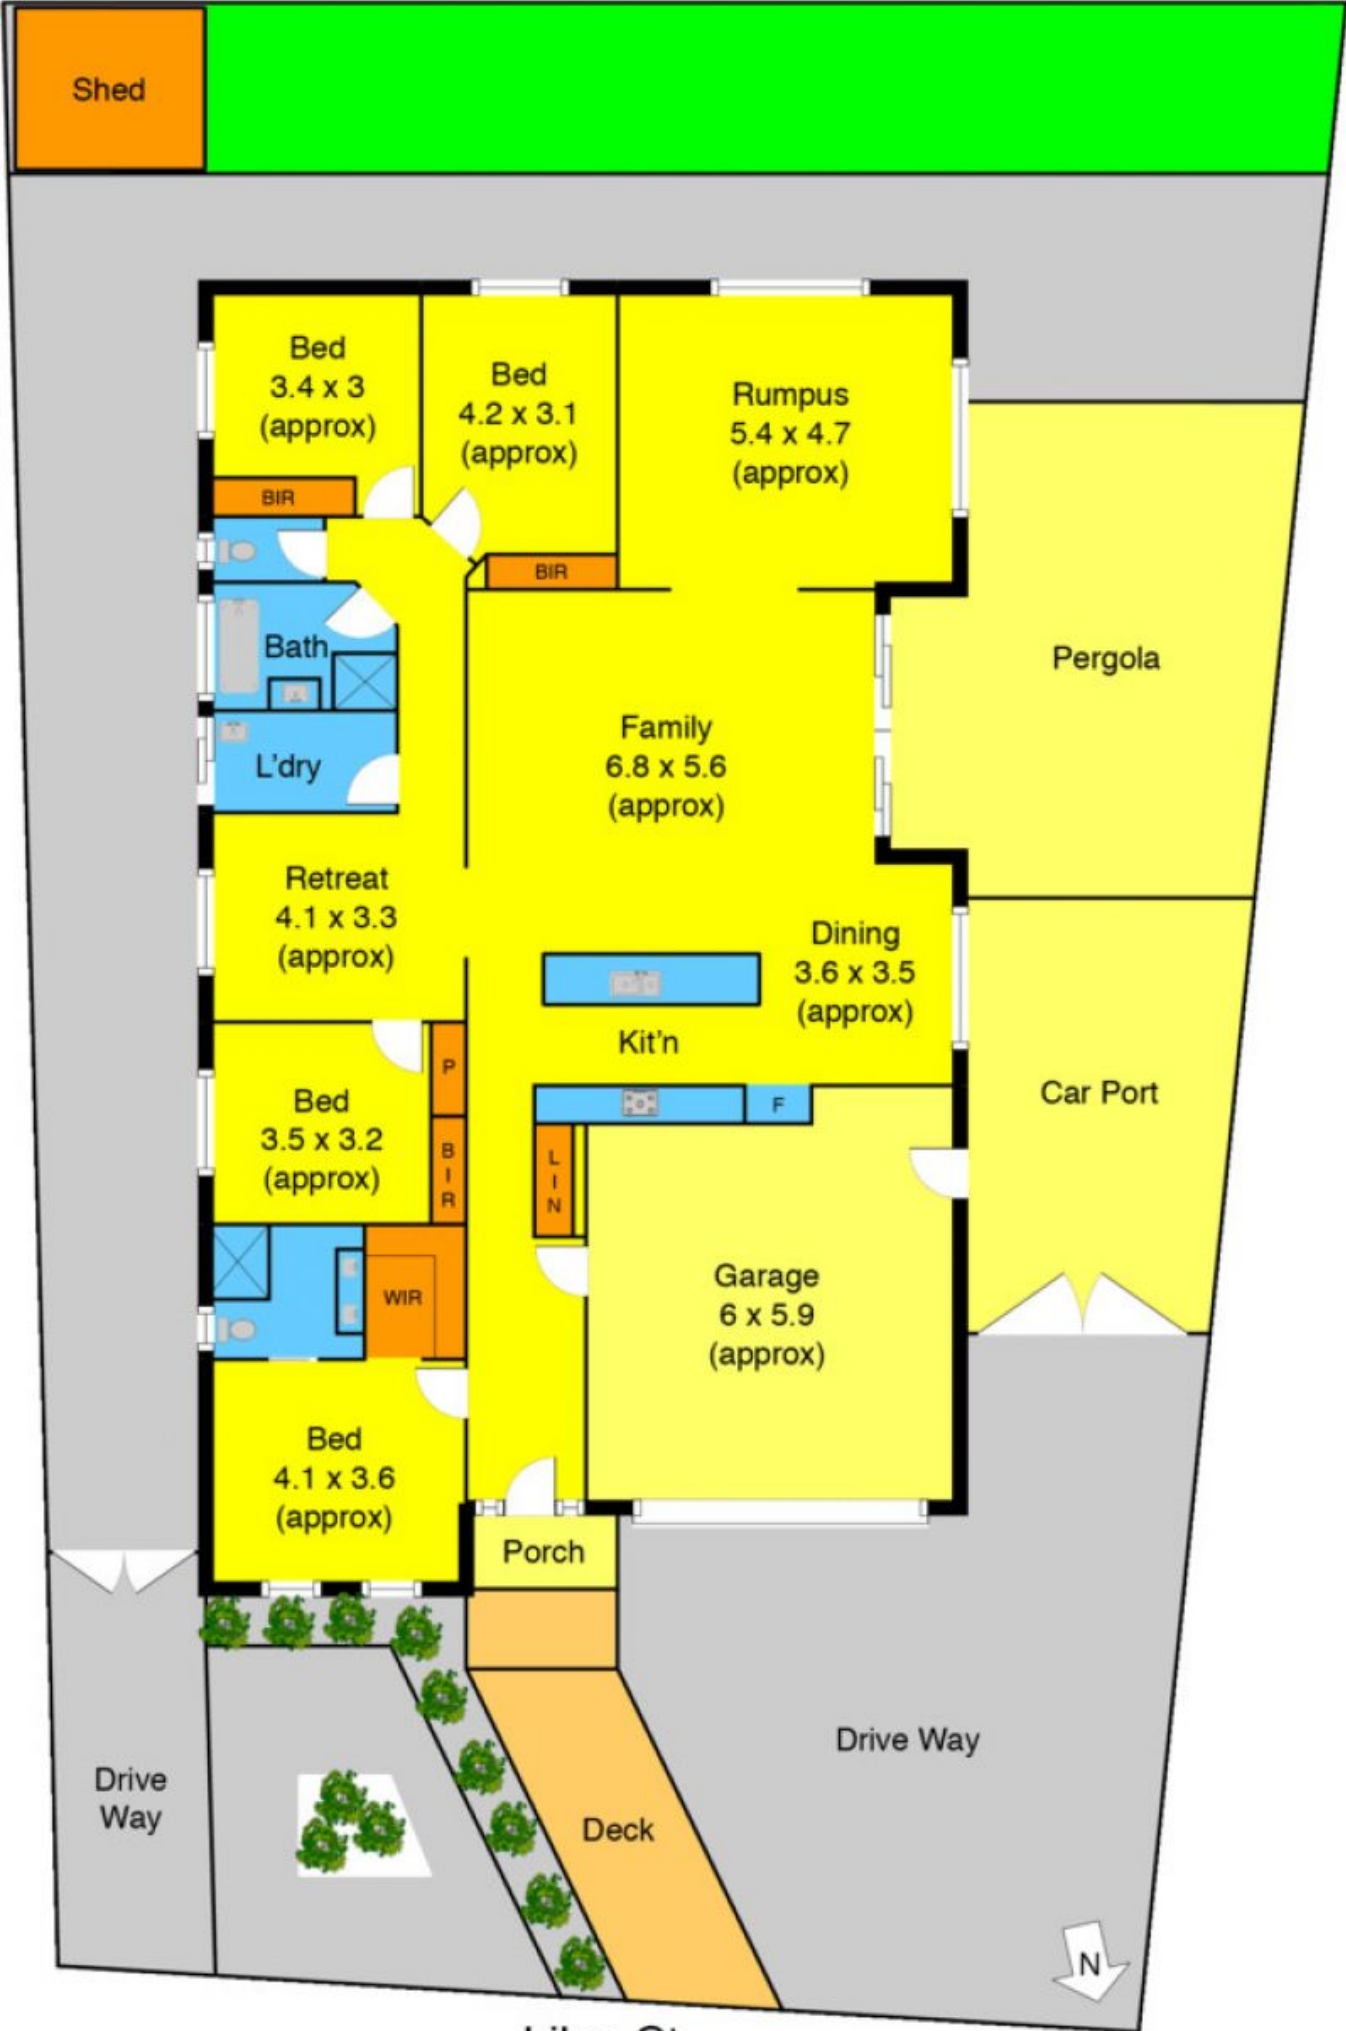 Shed
Bed
3.4 x 3
(approx)
Bed
4.2 x 3.1
(approx)
Rumpus
5.4 x 4.7
(approx)
BIR
BIR
Bath
Pergola
Family
6.8 x 5.6
(approx)
L'dry
Retreat
4.1 x 3.3
(approx)
Dining
3.6 x 3.5
(approx)
Kit'n
P
Bed
3.5 x 3.2
(approx)
B
I
R
F
Car Port
L
I
N
Garage
6 x 5.9
(approx)
WIR
Bed
4.1 x 3.6
(approx)
Porch
Drive Way
Drive
Way
Deck
N